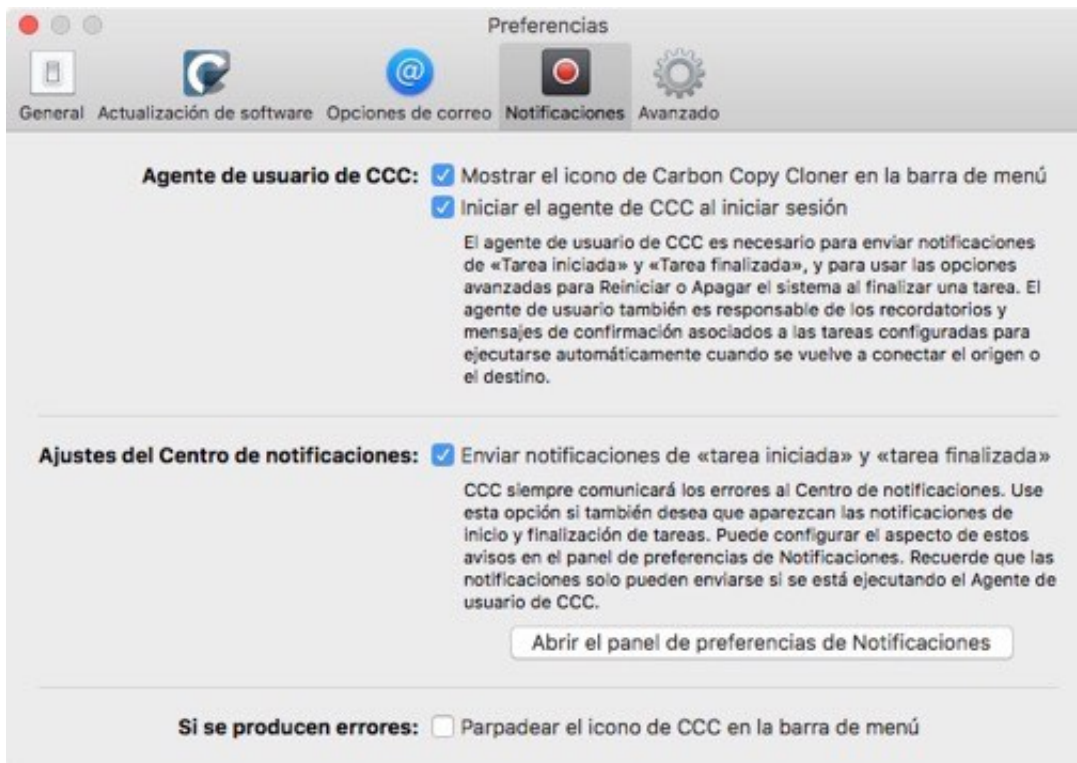 Preferencias
General Actualización de software Opciones de correo Notificaciones Avanzado
Agente de usuario de CCC: Mostrar el icono de Carbon Copy Cloner en la barra de menú
Iniciar el agente de CCC al iniciar sesión
El agente de usuario de CCC es necesario para enviar notificaciones
de «Tarea iniciada» y «Tarea finalizada», y para usar las opciones
avanzadas para Reiniciar o Apagar el sistema al finalizar una tarea. El
agente de usuario también es responsable de los recordatorios y
mensajes de confirmación asociados a las tareas configuradas para
ejecutarse automáticamente cuando se vuelve a conectar el origen o
el destino.
Ajustes del Centro de notificaciones: Enviar notificaciones de «tarea iniciada» y «tarea finalizada»
CCC siempre comunicará los errores al Centro de notificaciones. Use
esta opción si también desea que aparezcan las notificaciones de
inicio y finalización de tareas. Puede configurar el aspecto de estos
avisos en el panel de preferencias de Notificaciones. Recuerde que las
notificaciones solo pueden enviarse si se está ejecutando el Agente de
usuario de CCC.
Abrir el panel de preferencias de Notificaciones
Si se producen errores: Parpadear el icono de CCC en la barra de menú